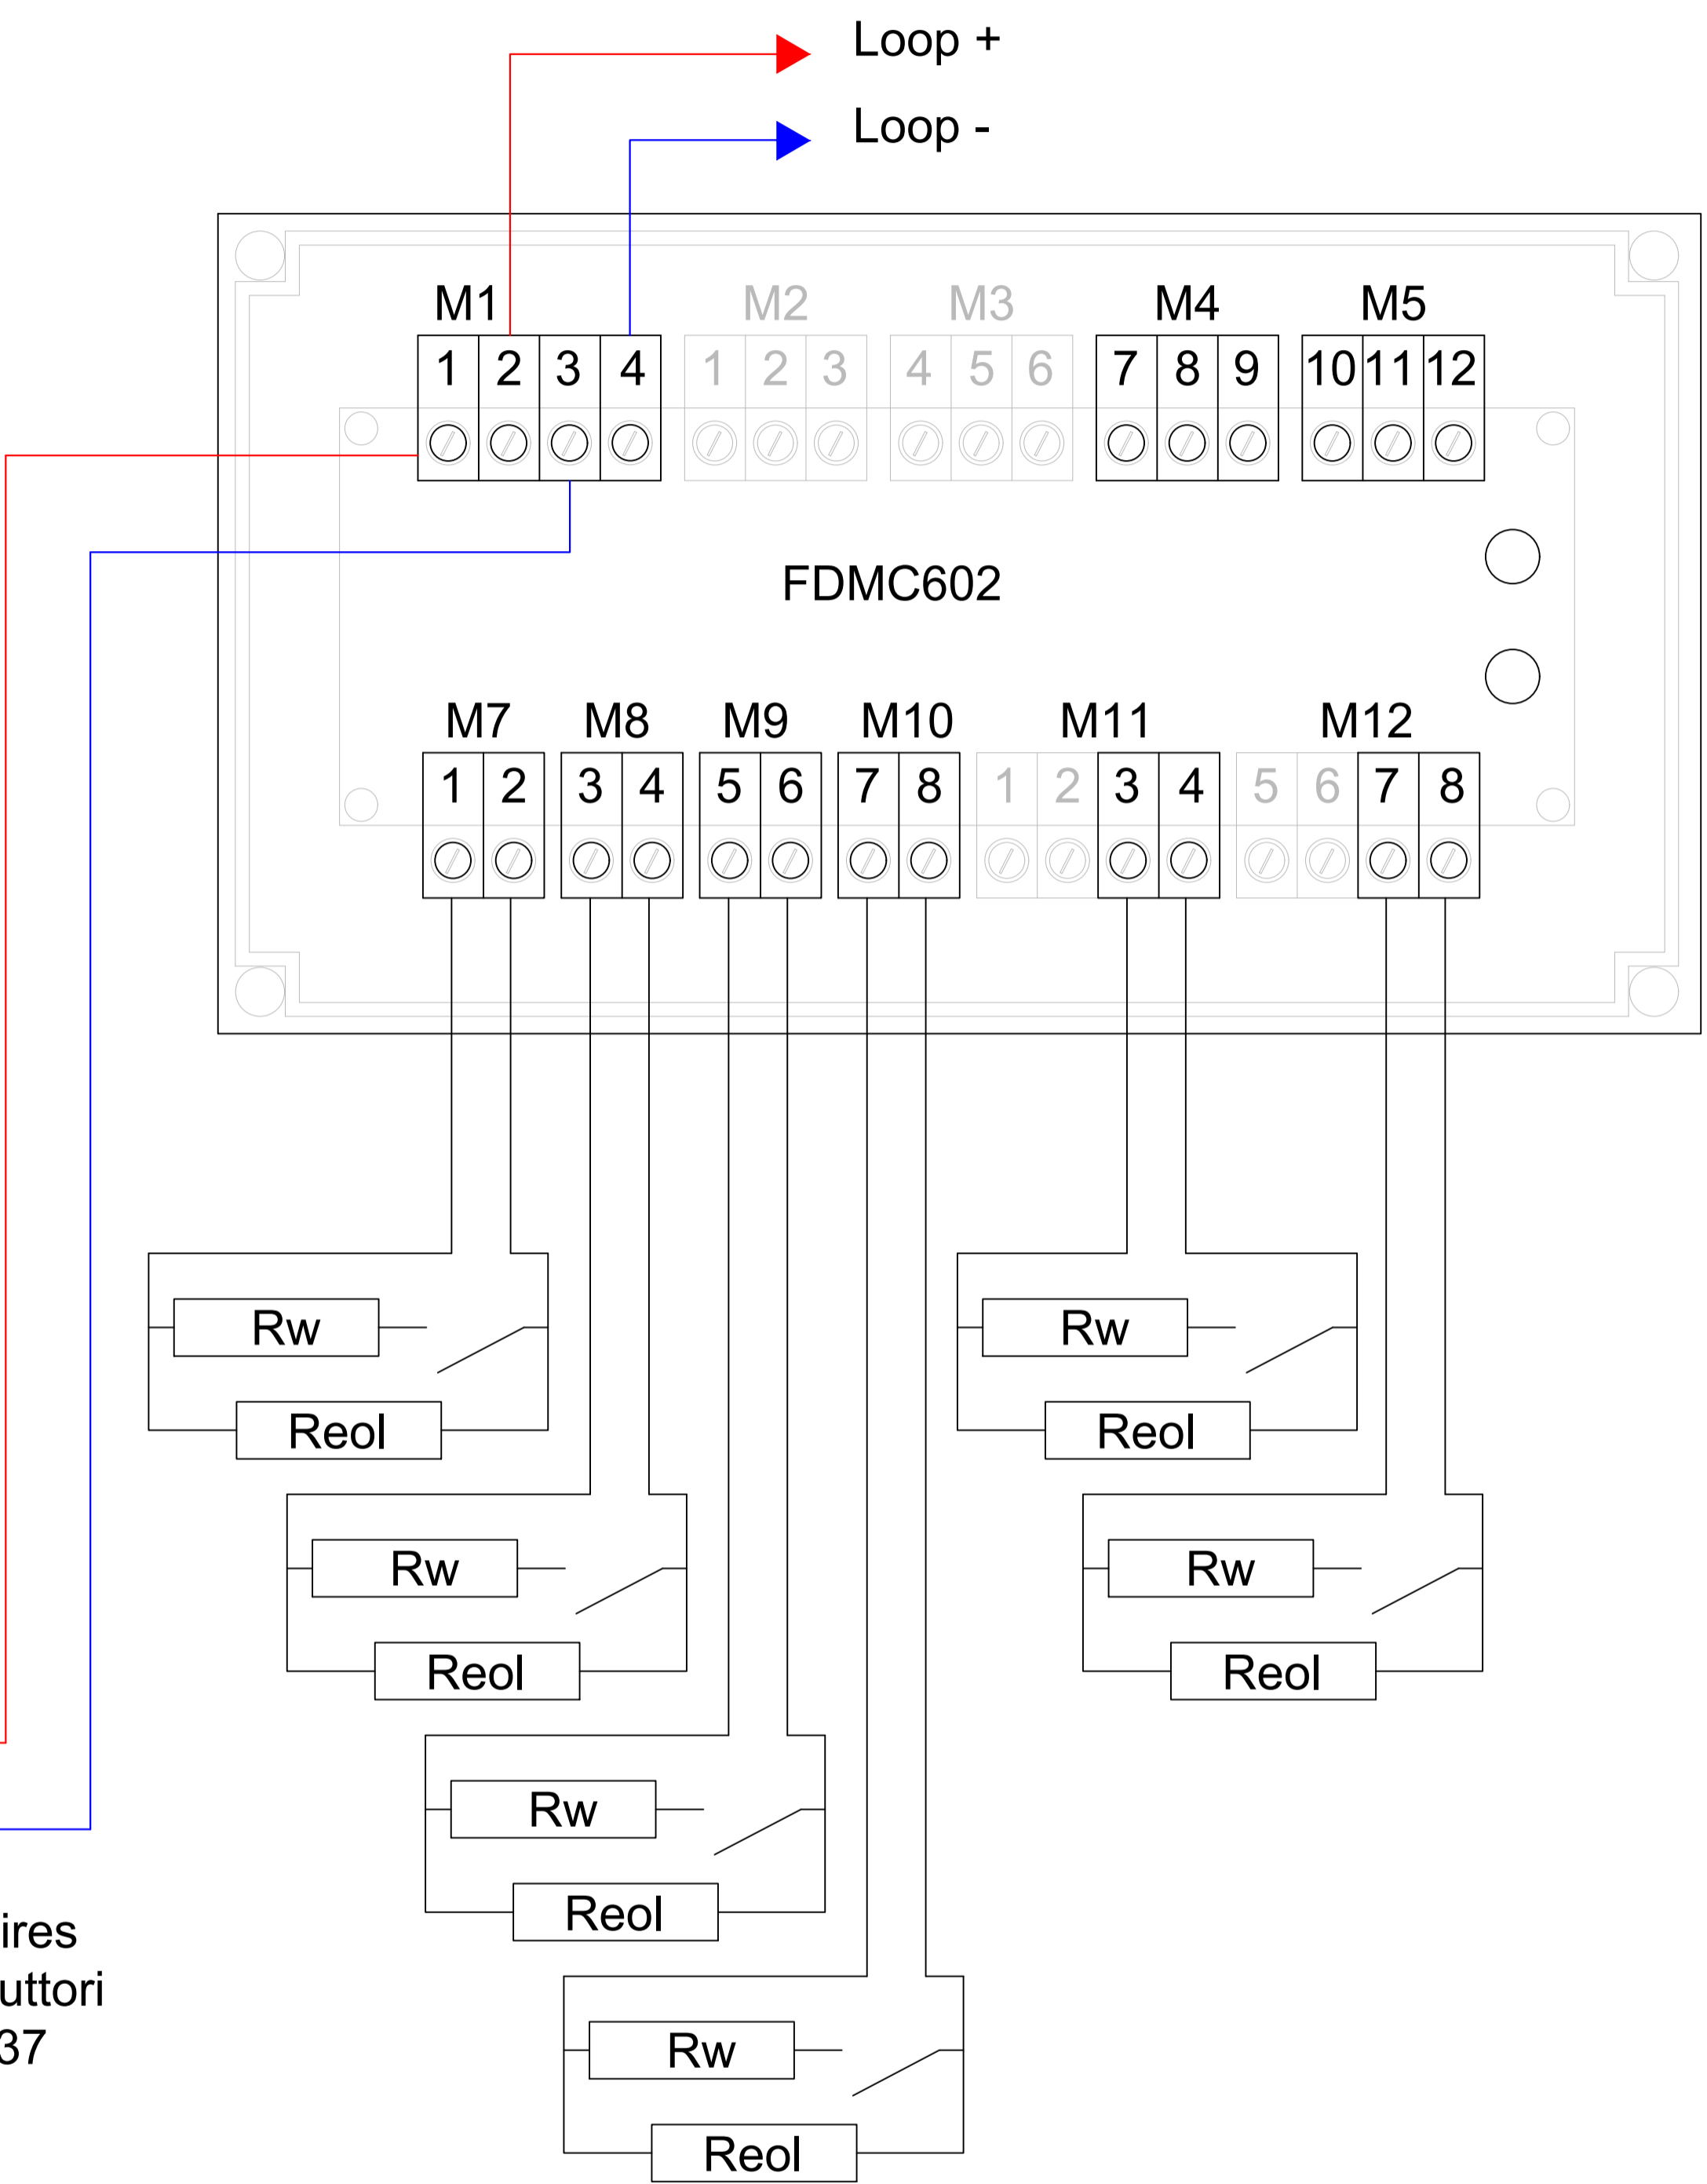 Loop +
Loop -
M1 M2 M3 M4 M5
1 2 3 4 1 2 3 4 5 6 7 8 9 10 11 12
FDMC602
M7 M8 M9 M10 M11 M12
1 2 3 4 5 6 7 8 1 2 3 4 5 6 7 8
Rw Rw
Reol Reol
Rw Rw
Reol Reol
Rw
Reol
ires
uttori
37
Rw
Reol